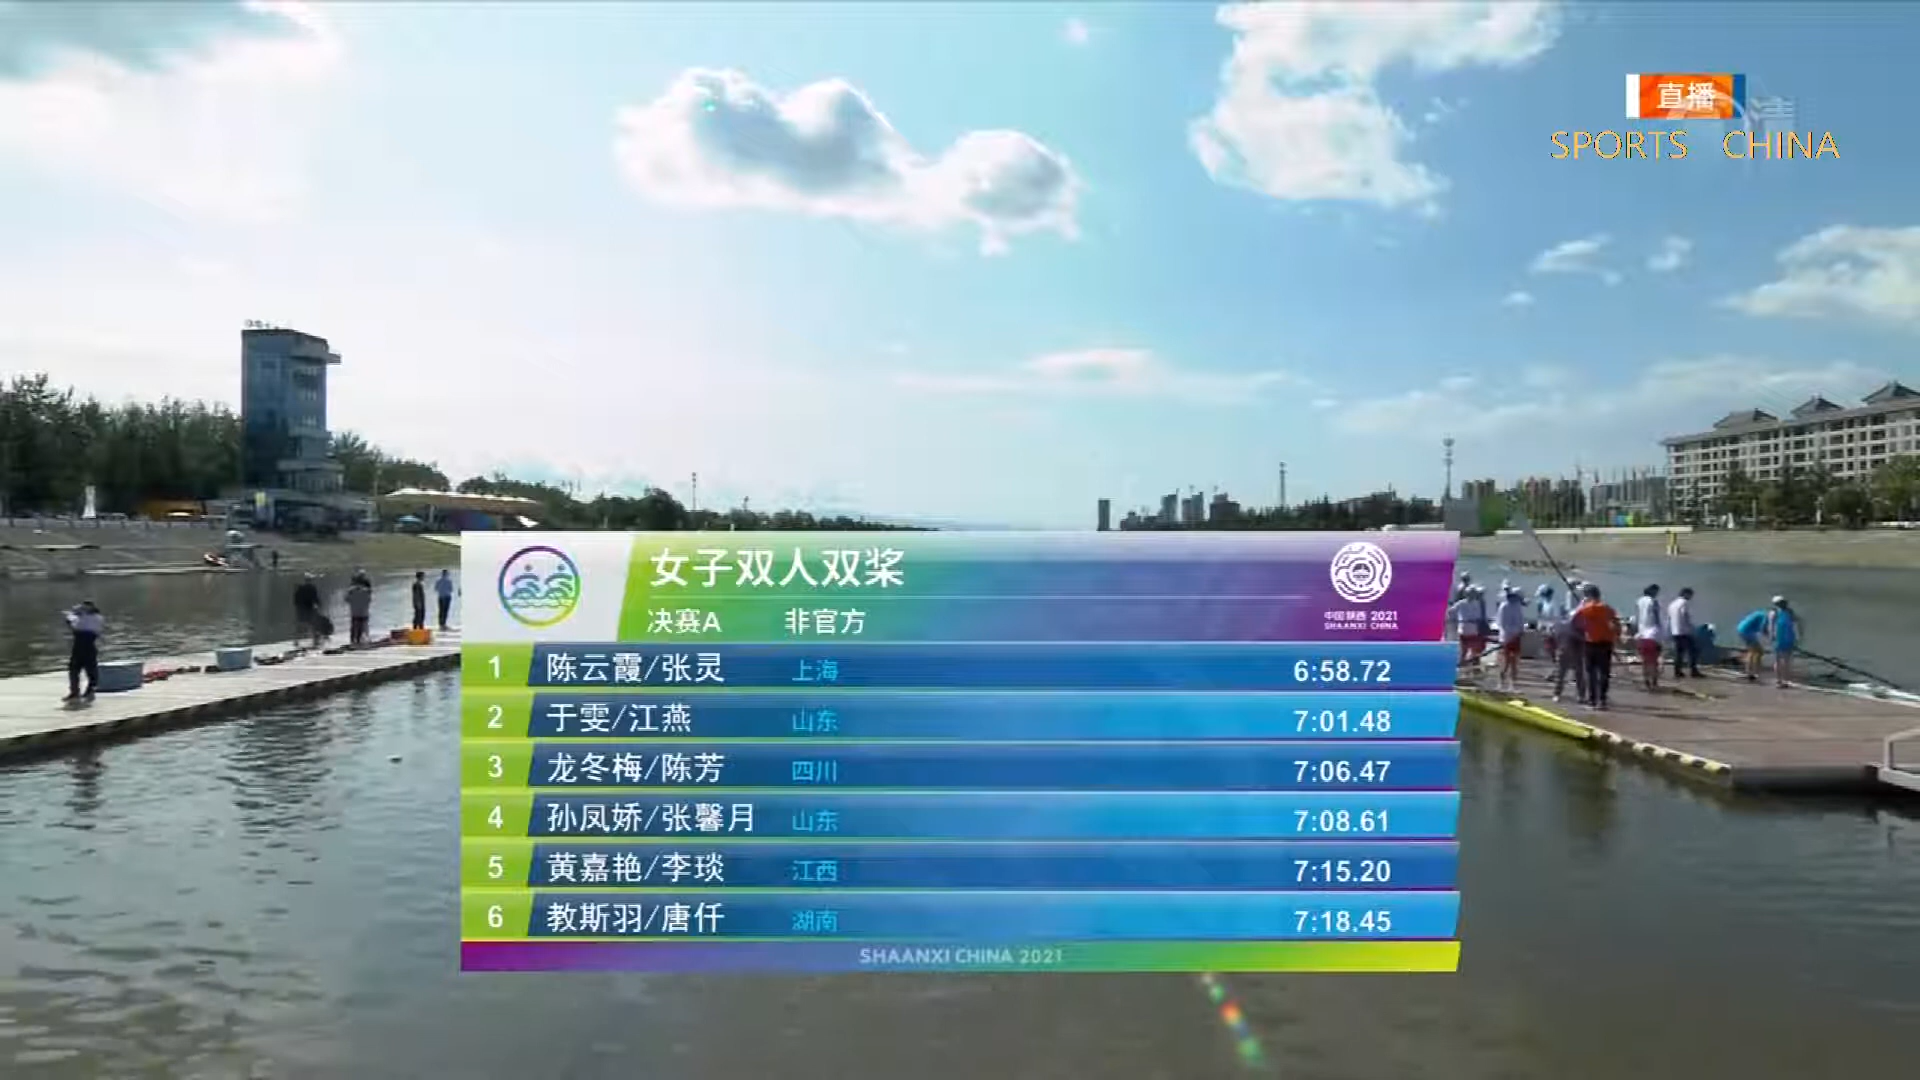 直播
SPORTS CHINA
女子双人双桨
决赛A 非官方
中国陕西 2021
SHAANXI CHINA
1 陈云霞/张灵 上海 6:58.72
2 于雯/江燕 山东 7:01.48
3 龙冬梅/陈芳 四川 7:06.47
4 孙凤娇/张馨月 山东 7:08.61
5 黄嘉艳/李琰 江西 7:15.20
6 教斯羽/唐仟 湖南 7:18.45
SHAANXI CHINA 2021